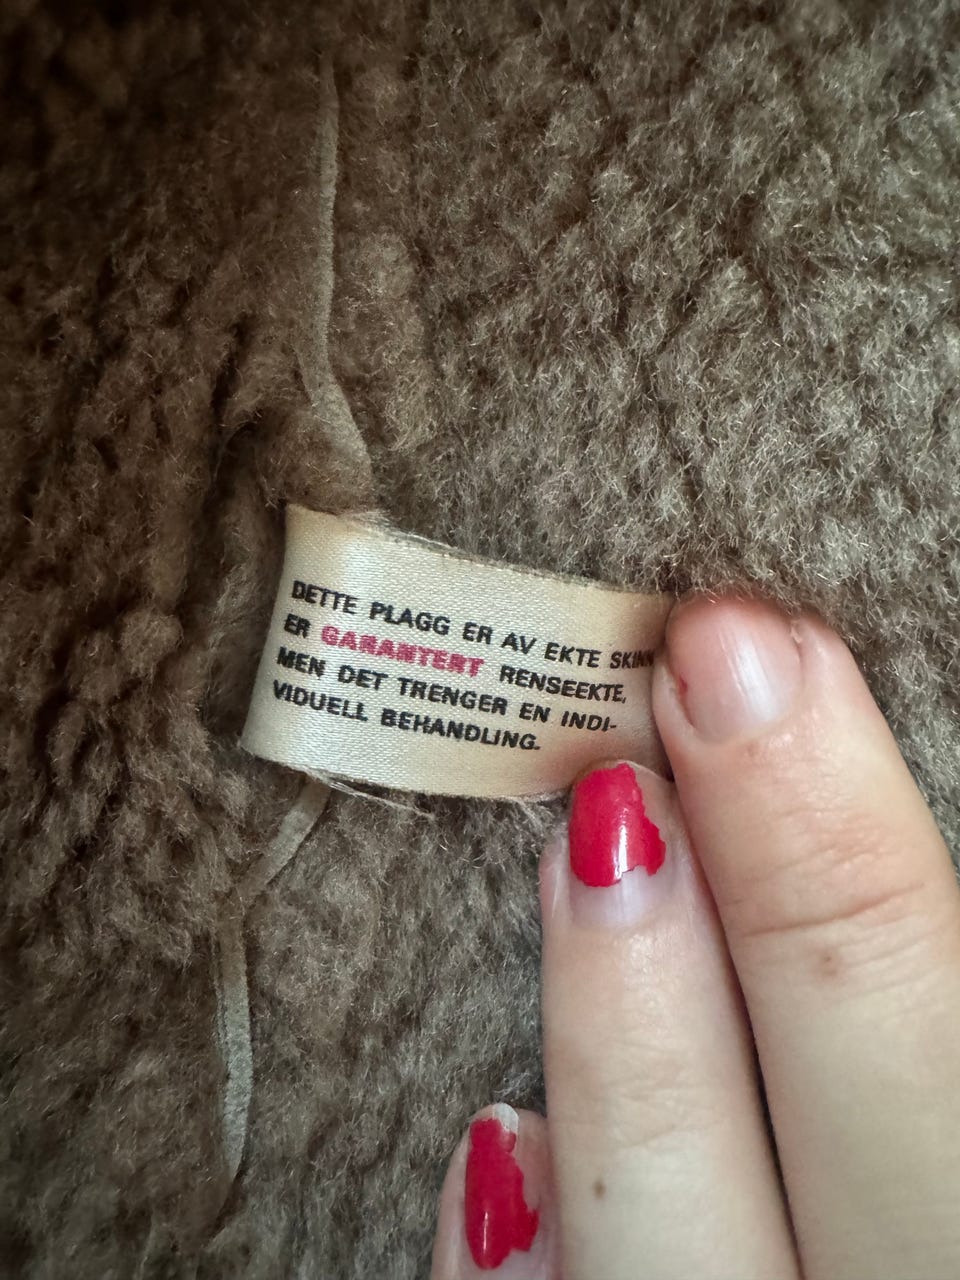 DETTE PLAGG ER AV EKTE SKINN
ER GARANTERT RENSEEKTE,
MEN DET TRENGER EN INDI-
VIDUELL BEHANDLING.